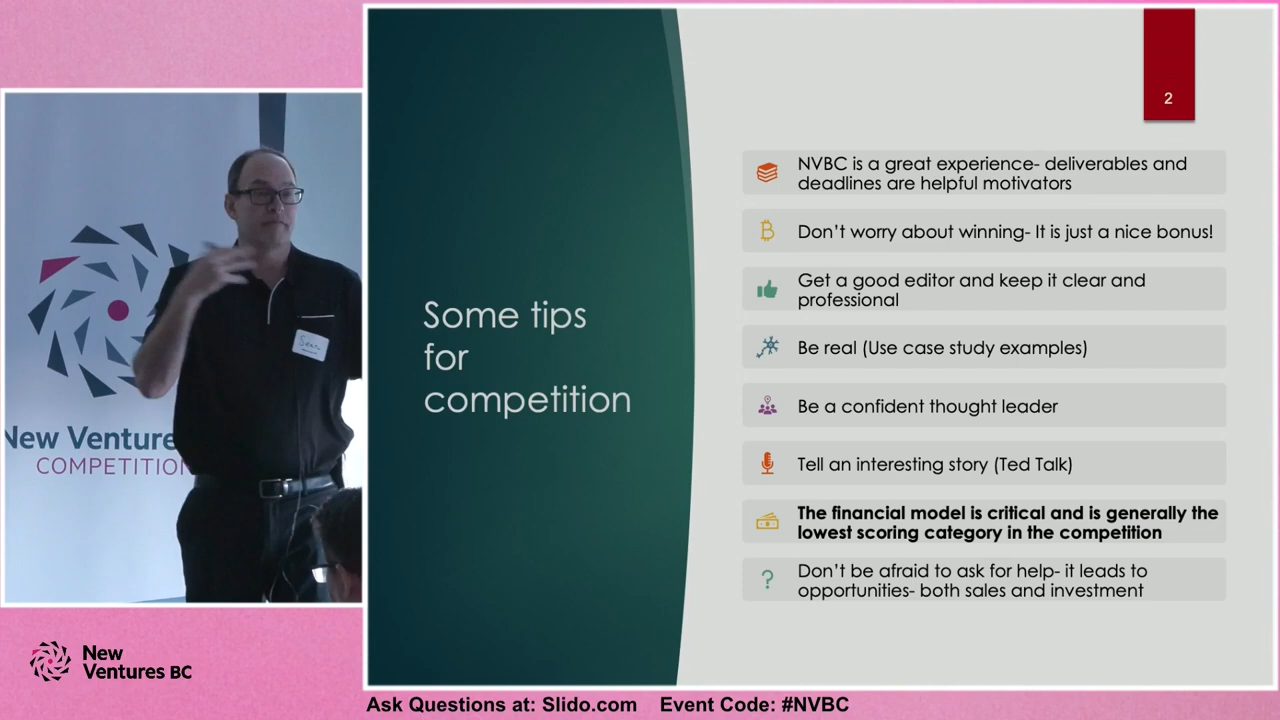 2
NVBC is a great experience- deliverables and
deadlines are helpful motivators
Don't worry about winning- It is just a nice bonus!
Get a good editor and keep it clear and
professional
Be real (Use case study examples)
Be a confident thought leader
Tell an interesting story (Ted Talk)
The financial model is critical and is generally the
lowest scoring category in the competition
Don't be afraid to ask for help- it leads to
opportunities- both sales and investment
Some tips
for
competition
New Venture
COMPETITION
New
Ventures BC
Ask Questions at: Slido.com Event Code: #NVBC